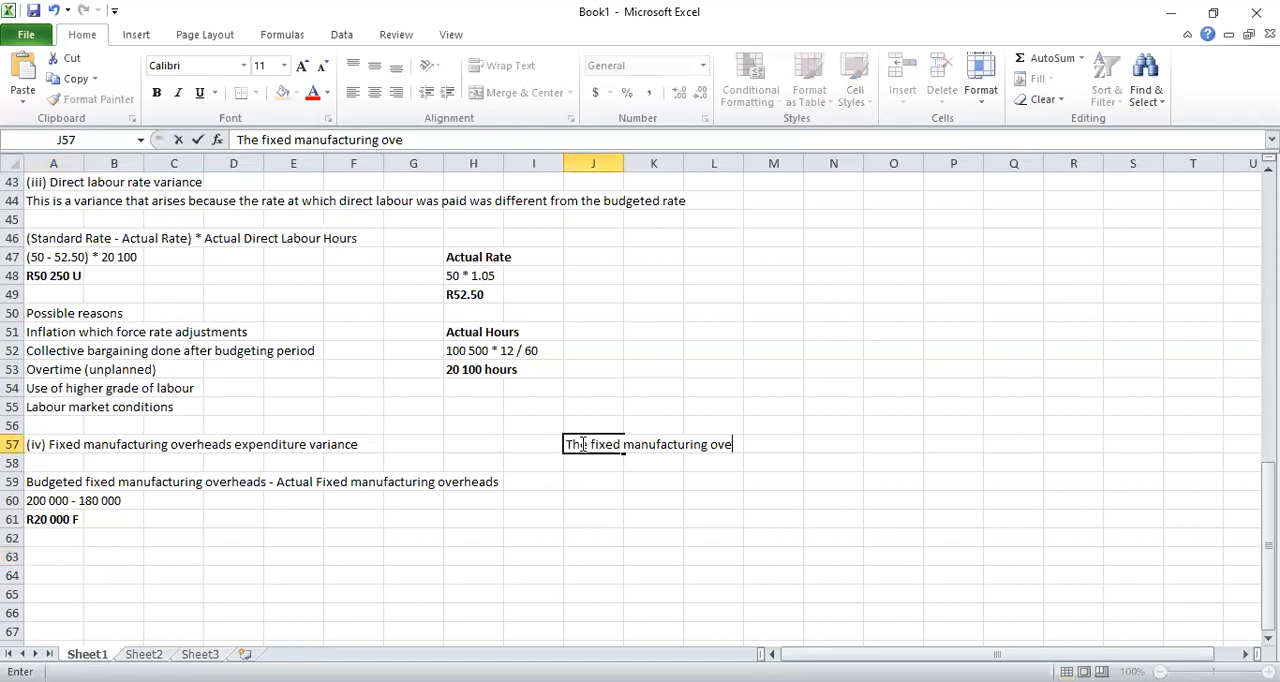 Book1 - Microsoft Excel
File Home Insert Page Layout Formulas Data Review View
Paste
Cut
Copy
Format Painter
Clipboard
Calibri 11
B I U
Font
Wrap Text
Merge & Center
Alignment
General
$ % ,
Number
Conditional Formatting
Format as Table
Cell Styles
Styles
Insert Delete Format
Cells
AutoSum
Fill
Clear
Sort & Filter
Find & Select
Editing
J57 fx The fixed manufacturing ove
A B C D E F G H I J K L M N O P Q R S T U
43 (iii) Direct labour rate variance
44 This is a variance that arises because the rate at which direct labour was paid was different from the budgeted rate
45
46 (Standard Rate - Actual Rate) * Actual Direct Labour Hours
47 (50 - 52.50) * 20 100 Actual Rate
48 R50 250 U 50 * 1.05
49 R52.50
50 Possible reasons
51 Inflation which force rate adjustments Actual Hours
52 Collective bargaining done after budgeting period 100 500 * 12 / 60
53 Overtime (unplanned) 20 100 hours
54 Use of higher grade of labour
55 Labour market conditions
56
57 (iv) Fixed manufacturing overheads expenditure variance The fixed manufacturing ove
58
59 Budgeted fixed manufacturing overheads - Actual Fixed manufacturing overheads
60 200 000 - 180 000
61 R20 000 F
62
63
64
65
66
67
Sheet1 Sheet2 Sheet3
Enter 100%